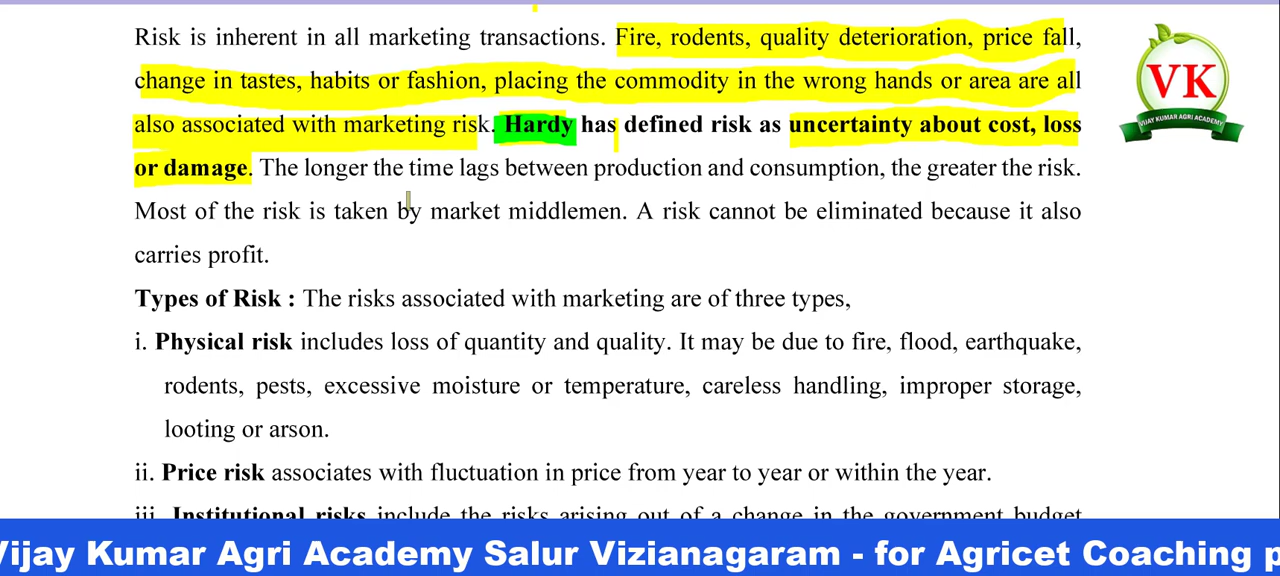 Risk is inherent in all marketing transactions. Fire, rodents, quality deterioration, price fall,
change in tastes, habits or fashion, placing the commodity in the wrong hands or area are all
also associated with marketing risk. Hardy has defined risk as uncertainty about cost, loss
or damage. The longer the time lags between production and consumption, the greater the risk.
Most of the risk is taken by market middlemen. A risk cannot be eliminated because it also
carries profit.
Types of Risk : The risks associated with marketing are of three types,
i. Physical risk includes loss of quantity and quality. It may be due to fire, flood, earthquake,
rodents, pests, excessive moisture or temperature, careless handling, improper storage,
looting or arson.
ii. Price risk associates with fluctuation in price from year to year or within the year.
iii. Institutional risks include the risks arising out of a change in the government budget
VK
VIJAY KUMAR AGRI ACADEMY
Vijay Kumar Agri Academy Salur Vizianagaram - for Agricet Coaching p